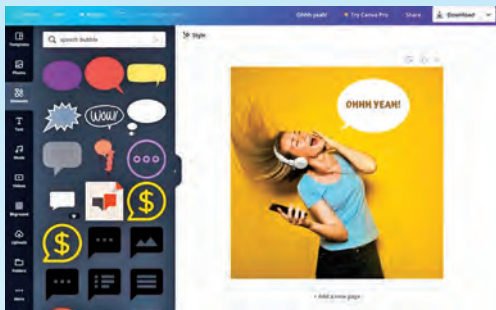 Ohhh yeah!
Try Canva Pro
Share
Download
Templates
speech bubble
Style
Photos
Elements
Text
Music
Videos
Bkground
Uploads
Folders
More
WOW!
$
$
OHHH YEAH!
+ Add a new page